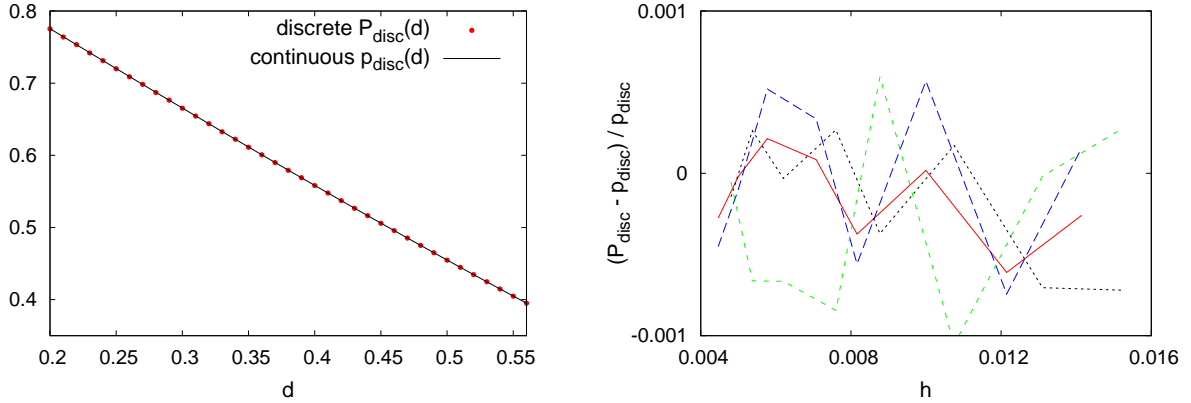 0.8
0.7
0.6
0.5
0.4
0.2 0.25 0.3 0.35 0.4 0.45 0.5 0.55
d
discrete P_disc(d)
continuous p_disc(d)
0.001
0
-0.001
0.004 0.008 0.012 0.016
h
(P_disc - p_disc) / p_disc